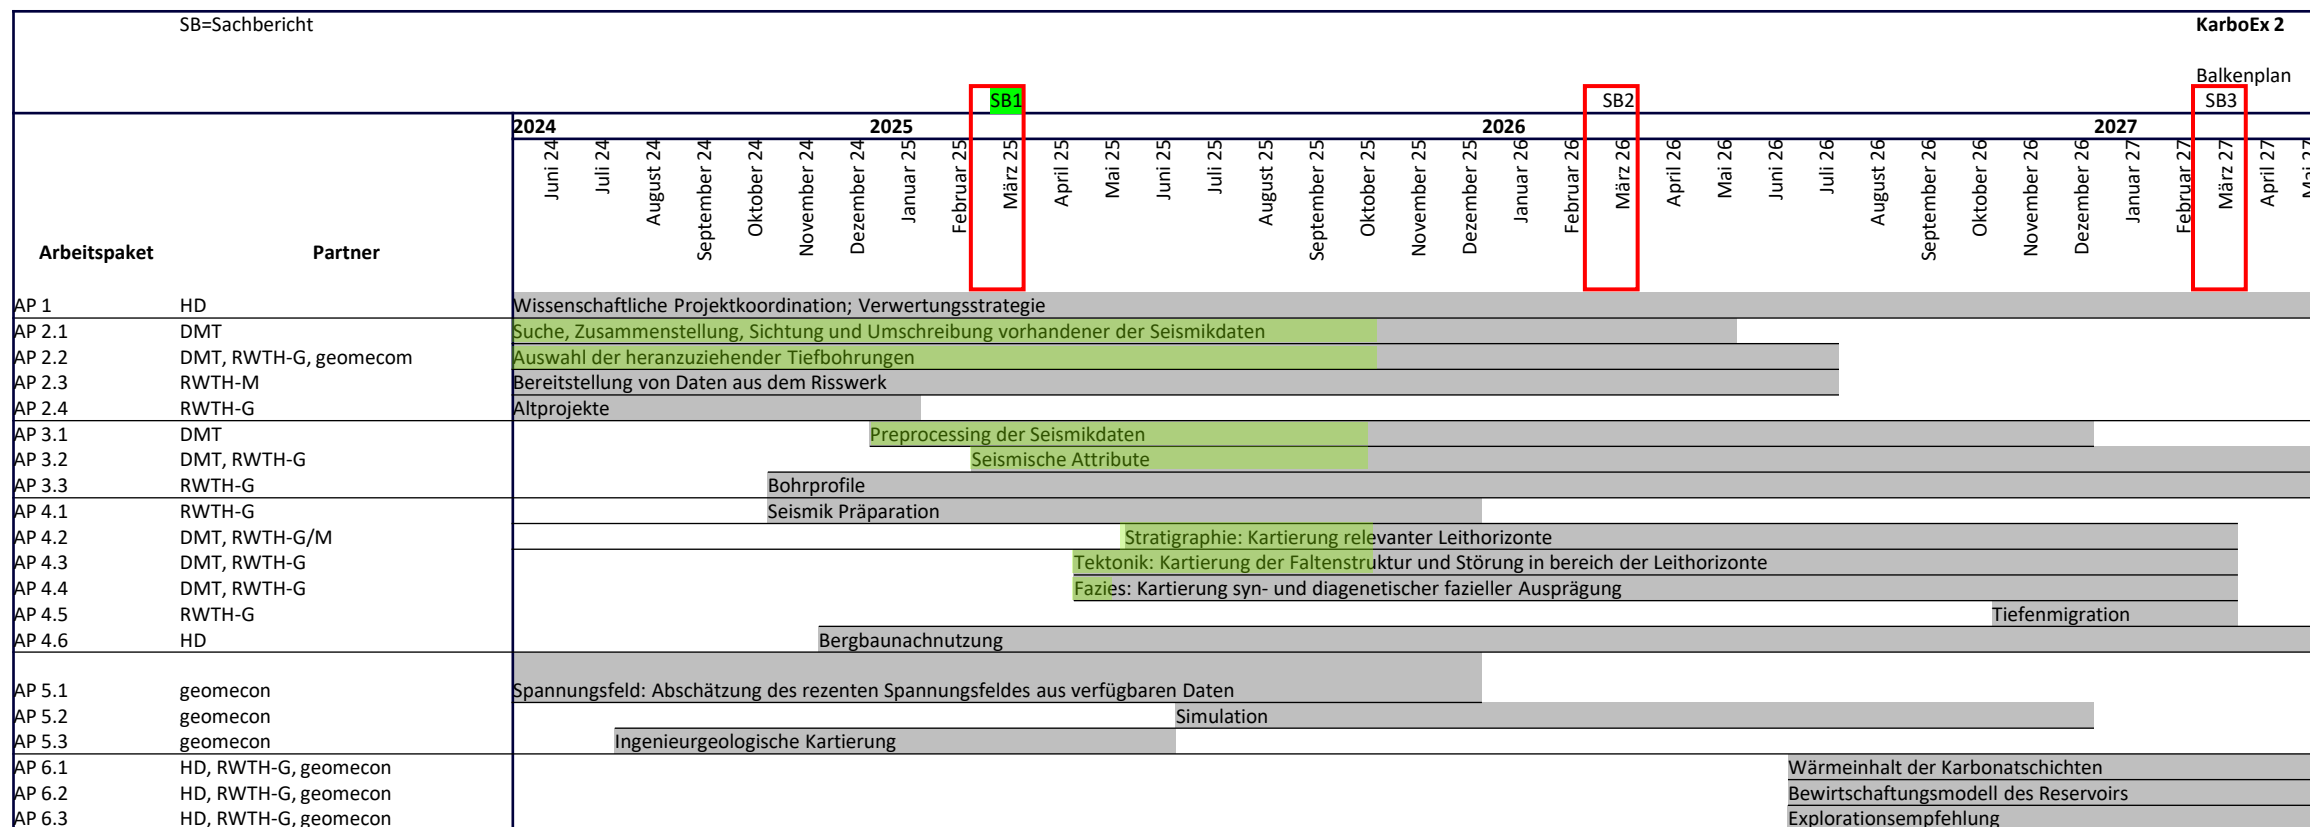 SB=Sachbericht KarboEx 2
Balkenplan
SB1 SB2 SB3
2024 2025 2026 2027
Juni 24 Juli 24 August 24 September 24 Oktober 24 November 24 Dezember 24 Januar 25 Februar 25 März 25 April 25 Mai 25 Juni 25 Juli 25 August 25 September 25 Oktober 25 November 25 Dezember 25 Januar 26 Februar 26 März 26 April 26 Mai 26 Juni 26 Juli 26 August 26 September 26 Oktober 26 November 26 Dezember 26 Januar 27 Februar 27 März 27 April 27 Mai 27
Arbeitspaket Partner
AP 1 HD Wissenschaftliche Projektkoordination; Verwertungsstrategie
AP 2.1 DMT Suche, Zusammenstellung, Sichtung und Umschreibung vorhandener der Seismikdaten
AP 2.2 DMT, RWTH-G, geomecom Auswahl der heranzuziehender Tiefbohrungen
AP 2.3 RWTH-M Bereitstellung von Daten aus dem Risswerk
AP 2.4 RWTH-G Altprojekte
AP 3.1 DMT Preprocessing der Seismikdaten
AP 3.2 DMT, RWTH-G Seismische Attribute
AP 3.3 RWTH-G Bohrprofile
AP 4.1 RWTH-G Seismik Präparation
AP 4.2 DMT, RWTH-G/M Stratigraphie: Kartierung relevanter Leithorizonte
AP 4.3 DMT, RWTH-G Tektonik: Kartierung der Faltenstruktur und Störung in bereich der Leithorizonte
AP 4.4 DMT, RWTH-G Fazies: Kartierung syn- und diagenetischer fazieller Ausprägung
AP 4.5 RWTH-G Tiefenmigration
AP 4.6 HD Bergbaunachnutzung
AP 5.1 geomecon Spannungsfeld: Abschätzung des rezenten Spannungsfeldes aus verfügbaren Daten
AP 5.2 geomecon Simulation
AP 5.3 geomecon Ingenieurgeologische Kartierung
AP 6.1 HD, RWTH-G, geomecon Wärmeinhalt der Karbonatschichten
AP 6.2 HD, RWTH-G, geomecon Bewirtschaftungsmodell des Reservoirs
AP 6.3 HD, RWTH-G, geomecon Explorationsempfehlung